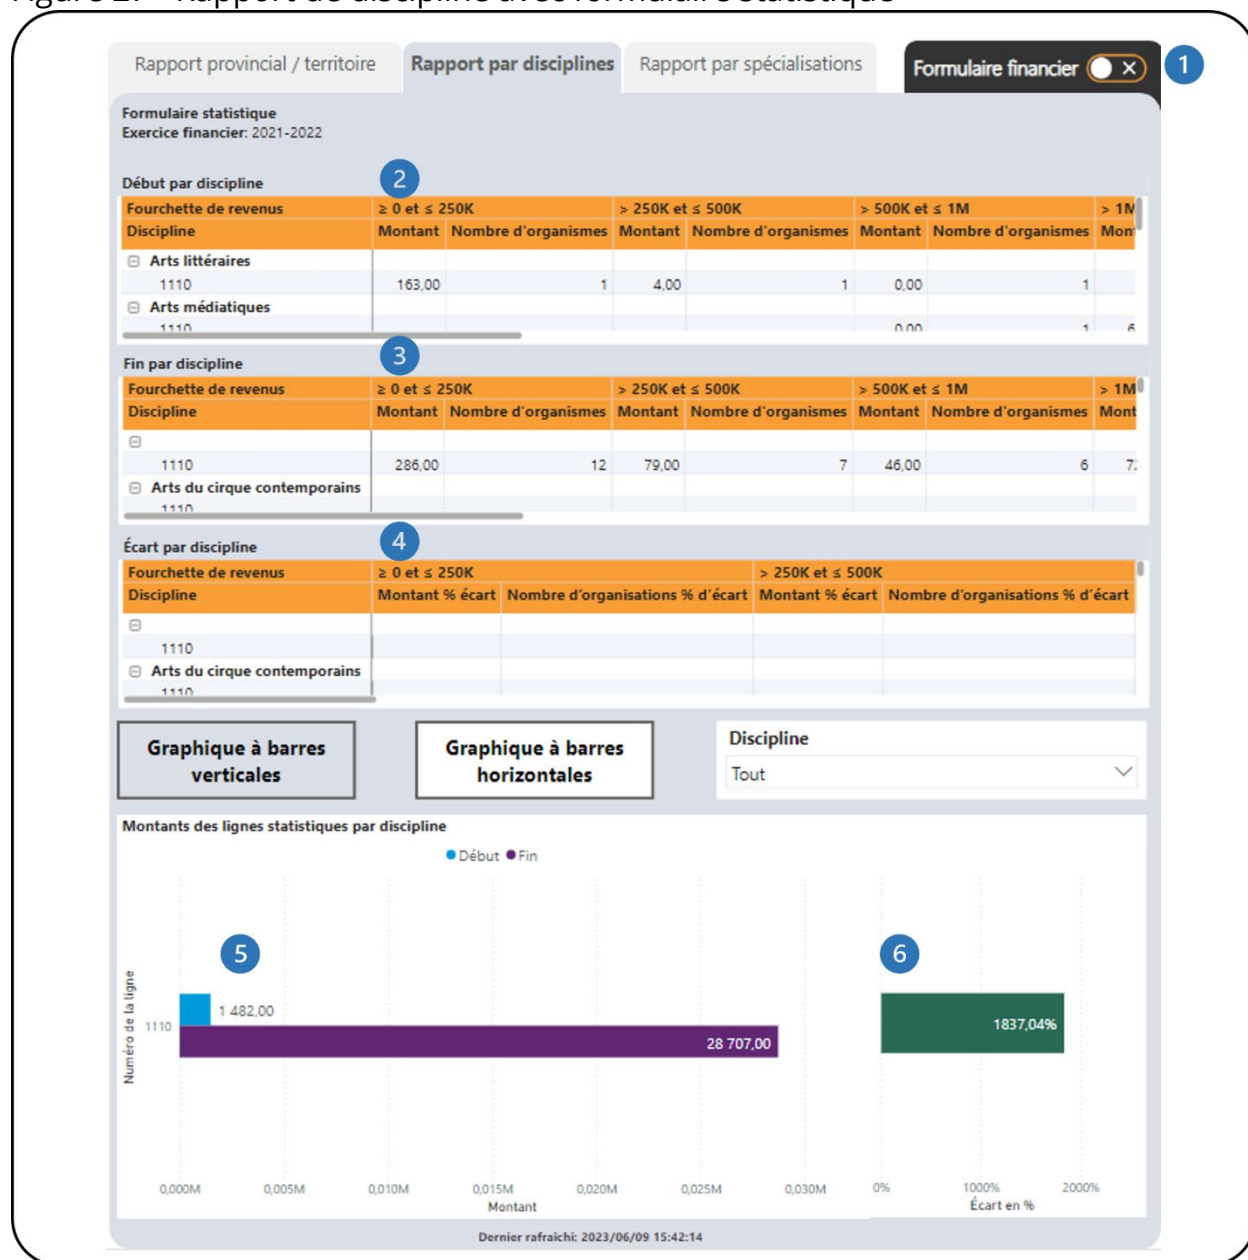 Rapport provincial / territoire Rapport par disciplines Rapport par spécialisations Formulaire financier 1
Formulaire statistique
Exercice financier: 2021-2022
Début par discipline 2
Fourchette de revenus ≥ 0 et ≤ 250K > 250K et ≤ 500K > 500K et ≤ 1M > 1M
Discipline Montant Nombre d'organismes Montant Nombre d'organismes Montant Nombre d'organismes
Arts littéraires
1110 163,00 1 4,00 1 0,00 1
Arts médiatiques
1110 0,00 1
Fin par discipline 3
Fourchette de revenus ≥ 0 et ≤ 250K > 250K et ≤ 500K > 500K et ≤ 1M > 1M
Discipline Montant Nombre d'organismes Montant Nombre d'organismes Montant Nombre d'organismes Mont
1110 286,00 12 79,00 7 46,00 6
Arts du cirque contemporains
1110
Écart par discipline 4
Fourchette de revenus ≥ 0 et ≤ 250K > 250K et ≤ 500K
Discipline Montant % écart Nombre d'organisations % d'écart Montant % écart Nombre d'organisations % d'écart
1110
Arts du cirque contemporains
1110
Graphique à barres verticales
Graphique à barres horizontales
Discipline
Tout
Montants des lignes statistiques par discipline
Début Fin
5 6
Numéro de la ligne
1 482,00
1110
28 707,00
1837,04%
0,000M 0,005M 0,010M 0,015M 0,020M 0,025M 0,030M 0% 1000% 2000%
Montant Écart en %
Dernier rafraichi: 2023/06/09 15:42:14